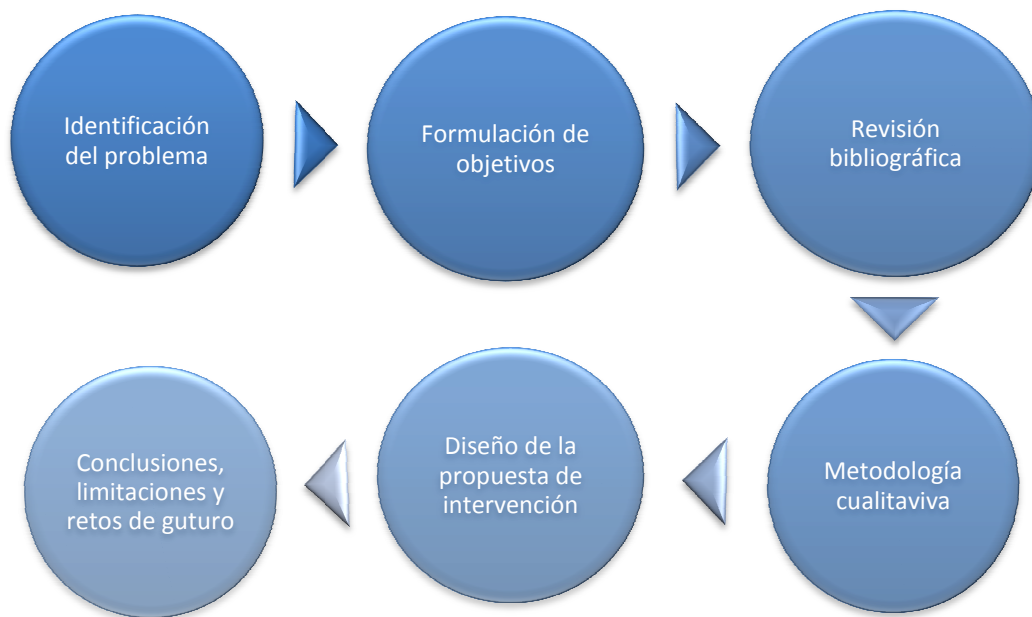 Identificación
del problema
Formulación de
objetivos
Revisión
bibliográfica
Metodología
cualitaviva
Diseño de la
propuesta de
intervención
Conclusiones,
limitaciones y
retos de guturo